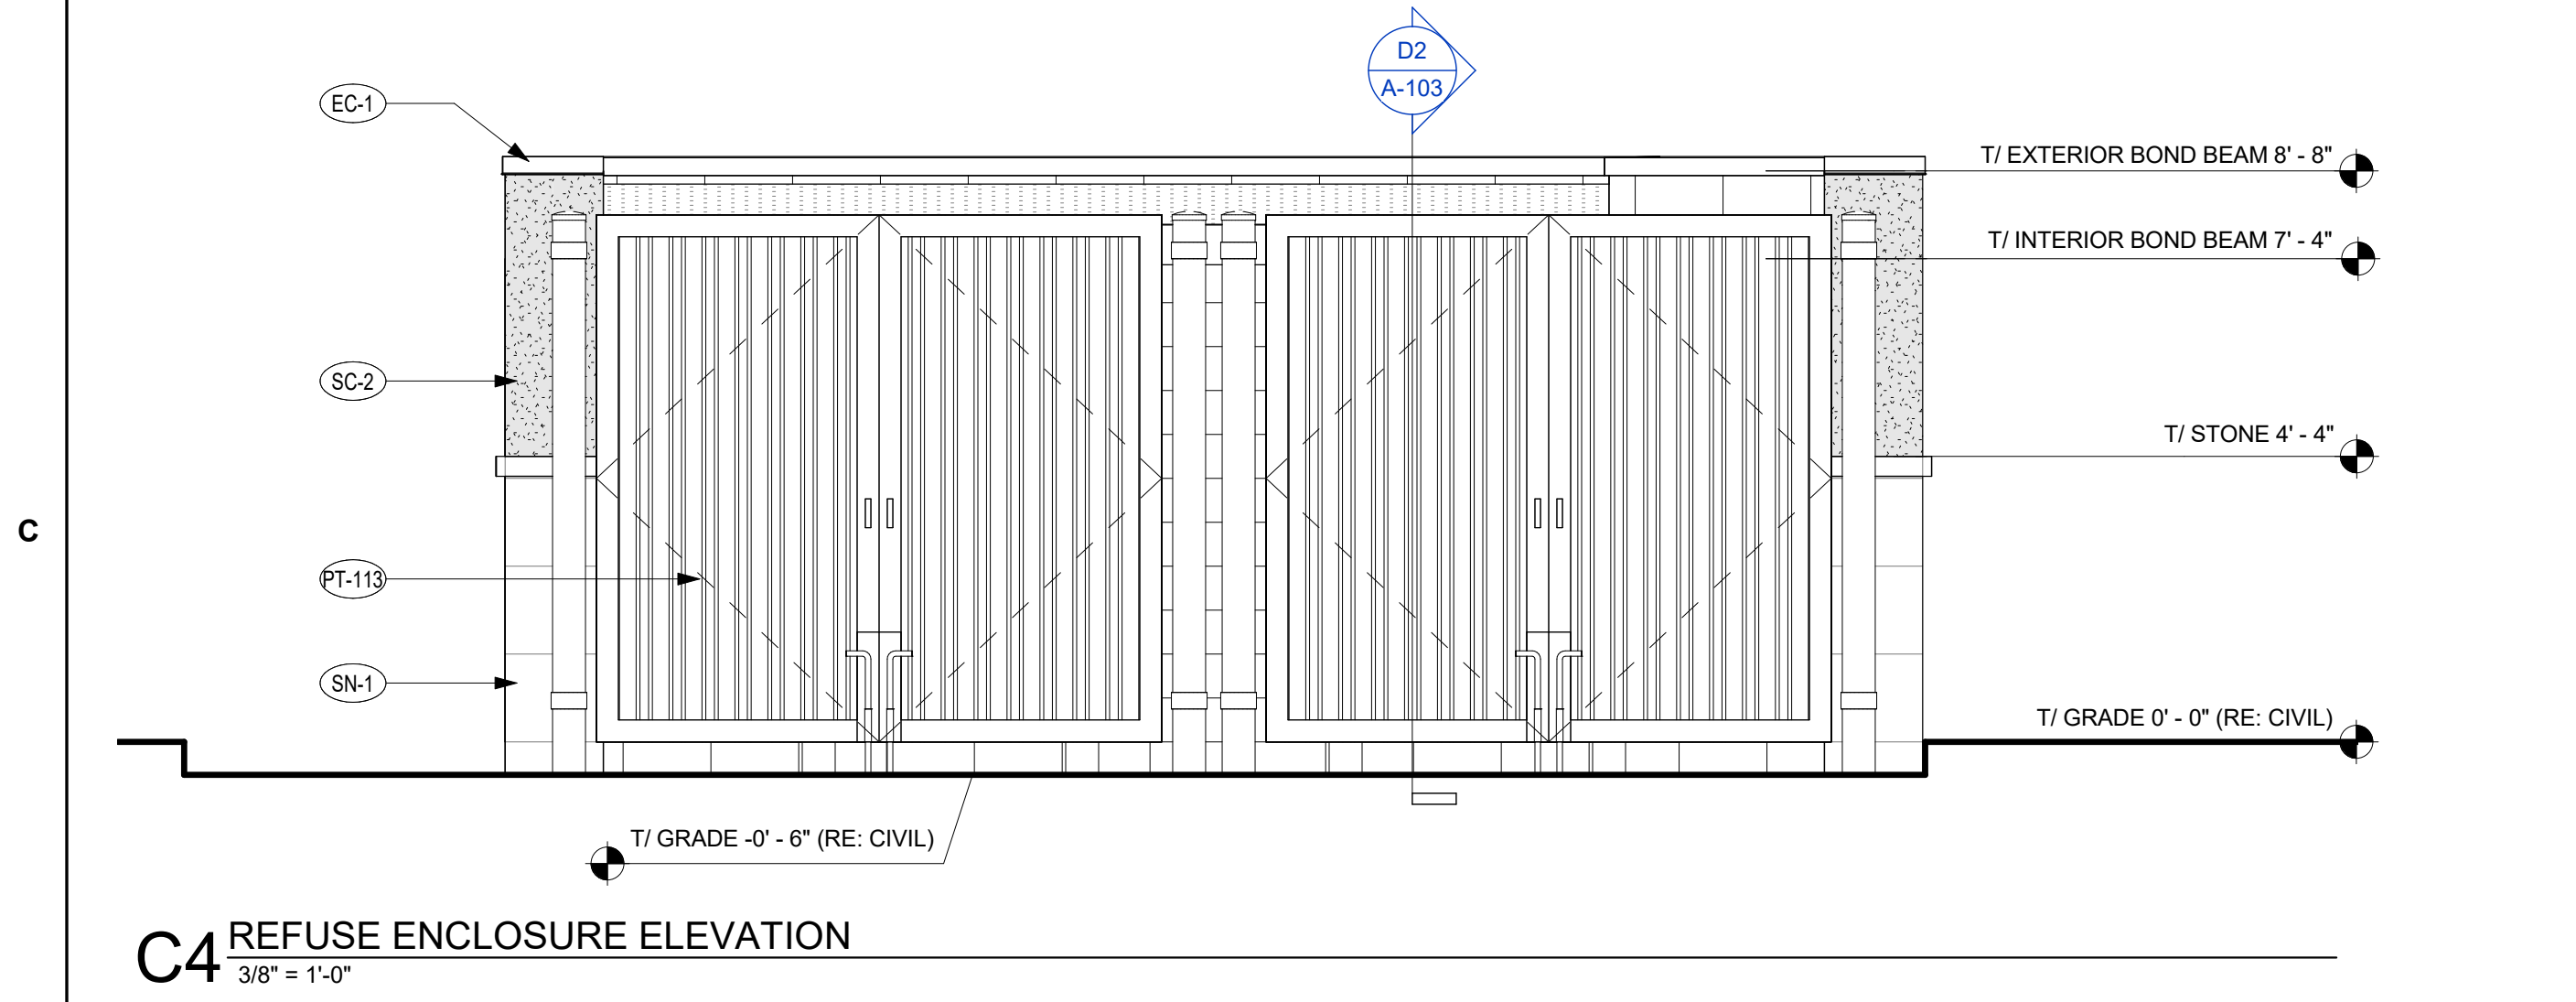 D2
A-103
EC-1
T/ EXTERIOR BOND BEAM 8' - 8"
T/ INTERIOR BOND BEAM 7' - 4"
SC-2
T/ STONE 4' - 4"
C
PT-113
SN-1
T/ GRADE 0' - 0" (RE: CIVIL)
T/ GRADE -0' - 6" (RE: CIVIL)
C4 REFUSE ENCLOSURE ELEVATION
3/8" = 1'-0"